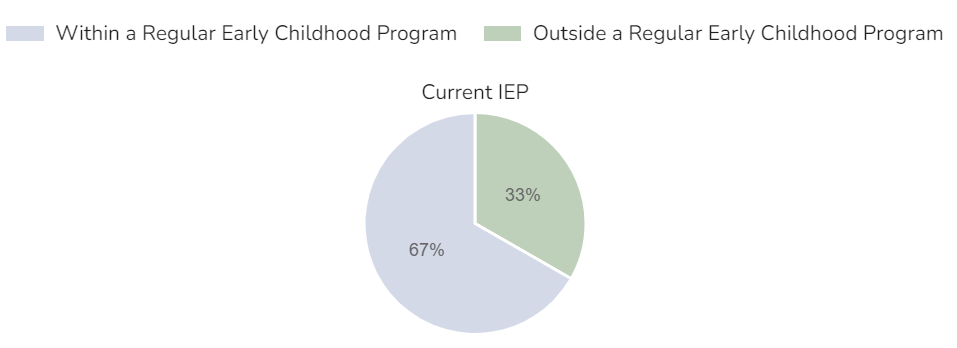 Within a Regular Early Childhood Program
Outside a Regular Early Childhood Program
Current IEP
33%
67%